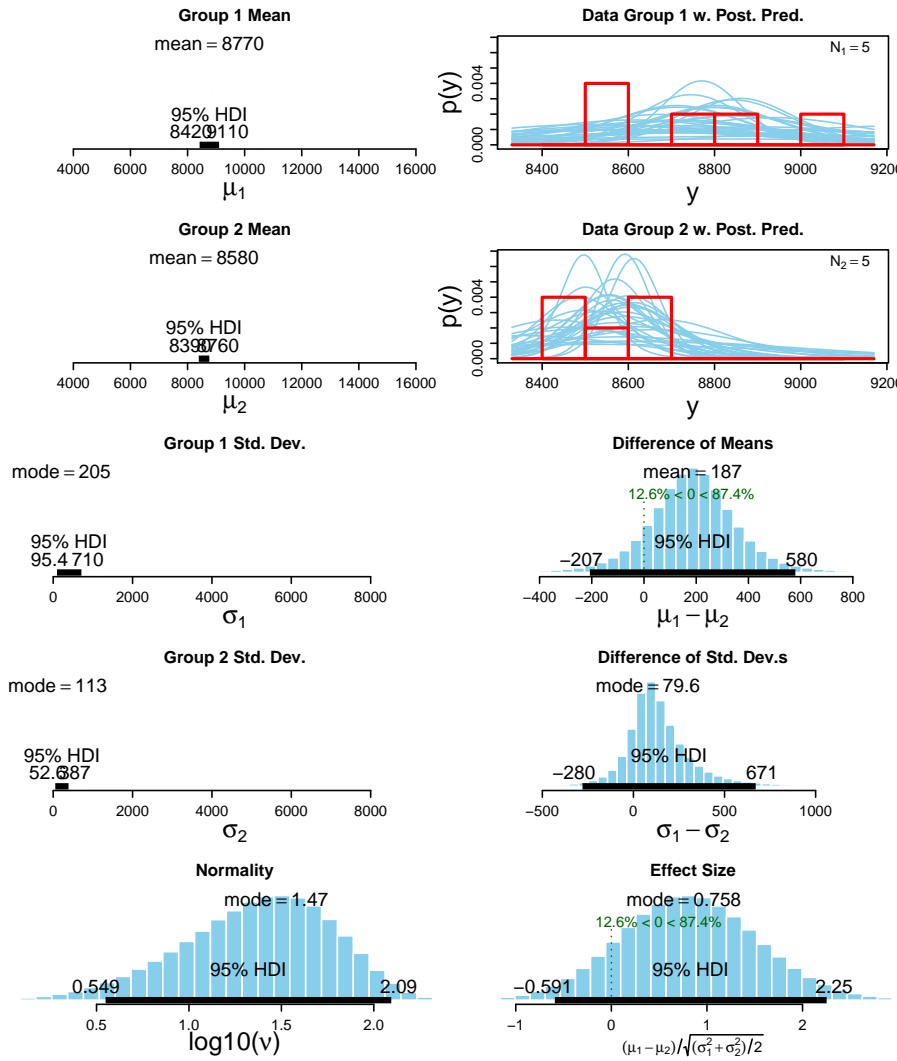 Group 1 Mean
mean = 8770
95% HDI
8420 9110
4000 6000 8000 10000 12000 14000 16000
μ1
Data Group 1 w. Post. Pred.
N1 = 5
p(y)
0.000 0.004
8400 8600 8800 9000 9200
y
Group 2 Mean
mean = 8580
95% HDI
8390 8760
4000 6000 8000 10000 12000 14000 16000
μ2
Data Group 2 w. Post. Pred.
N2 = 5
p(y)
0.000 0.004
8400 8600 8800 9000 9200
y
Group 1 Std. Dev.
mode = 205
95% HDI
95.4 710
0 2000 4000 6000 8000
σ1
Difference of Means
mean = 187
12.6% < 0 < 87.4%
95% HDI
−207 580
−400 −200 0 200 400 600 800
μ1 − μ2
Group 2 Std. Dev.
mode = 113
95% HDI
52.6 387
0 2000 4000 6000 8000
σ2
Difference of Std. Dev.s
mode = 79.6
95% HDI
−280 671
−500 0 500 1000
σ1 − σ2
Normality
mode = 1.47
95% HDI
0.549 2.09
0.5 1.0 1.5 2.0
log10(ν)
Effect Size
mode = 0.758
12.6% < 0 < 87.4%
95% HDI
−0.591 2.25
−1 0 1 2
(μ1 − μ2)/√(σ1² + σ2²)/2